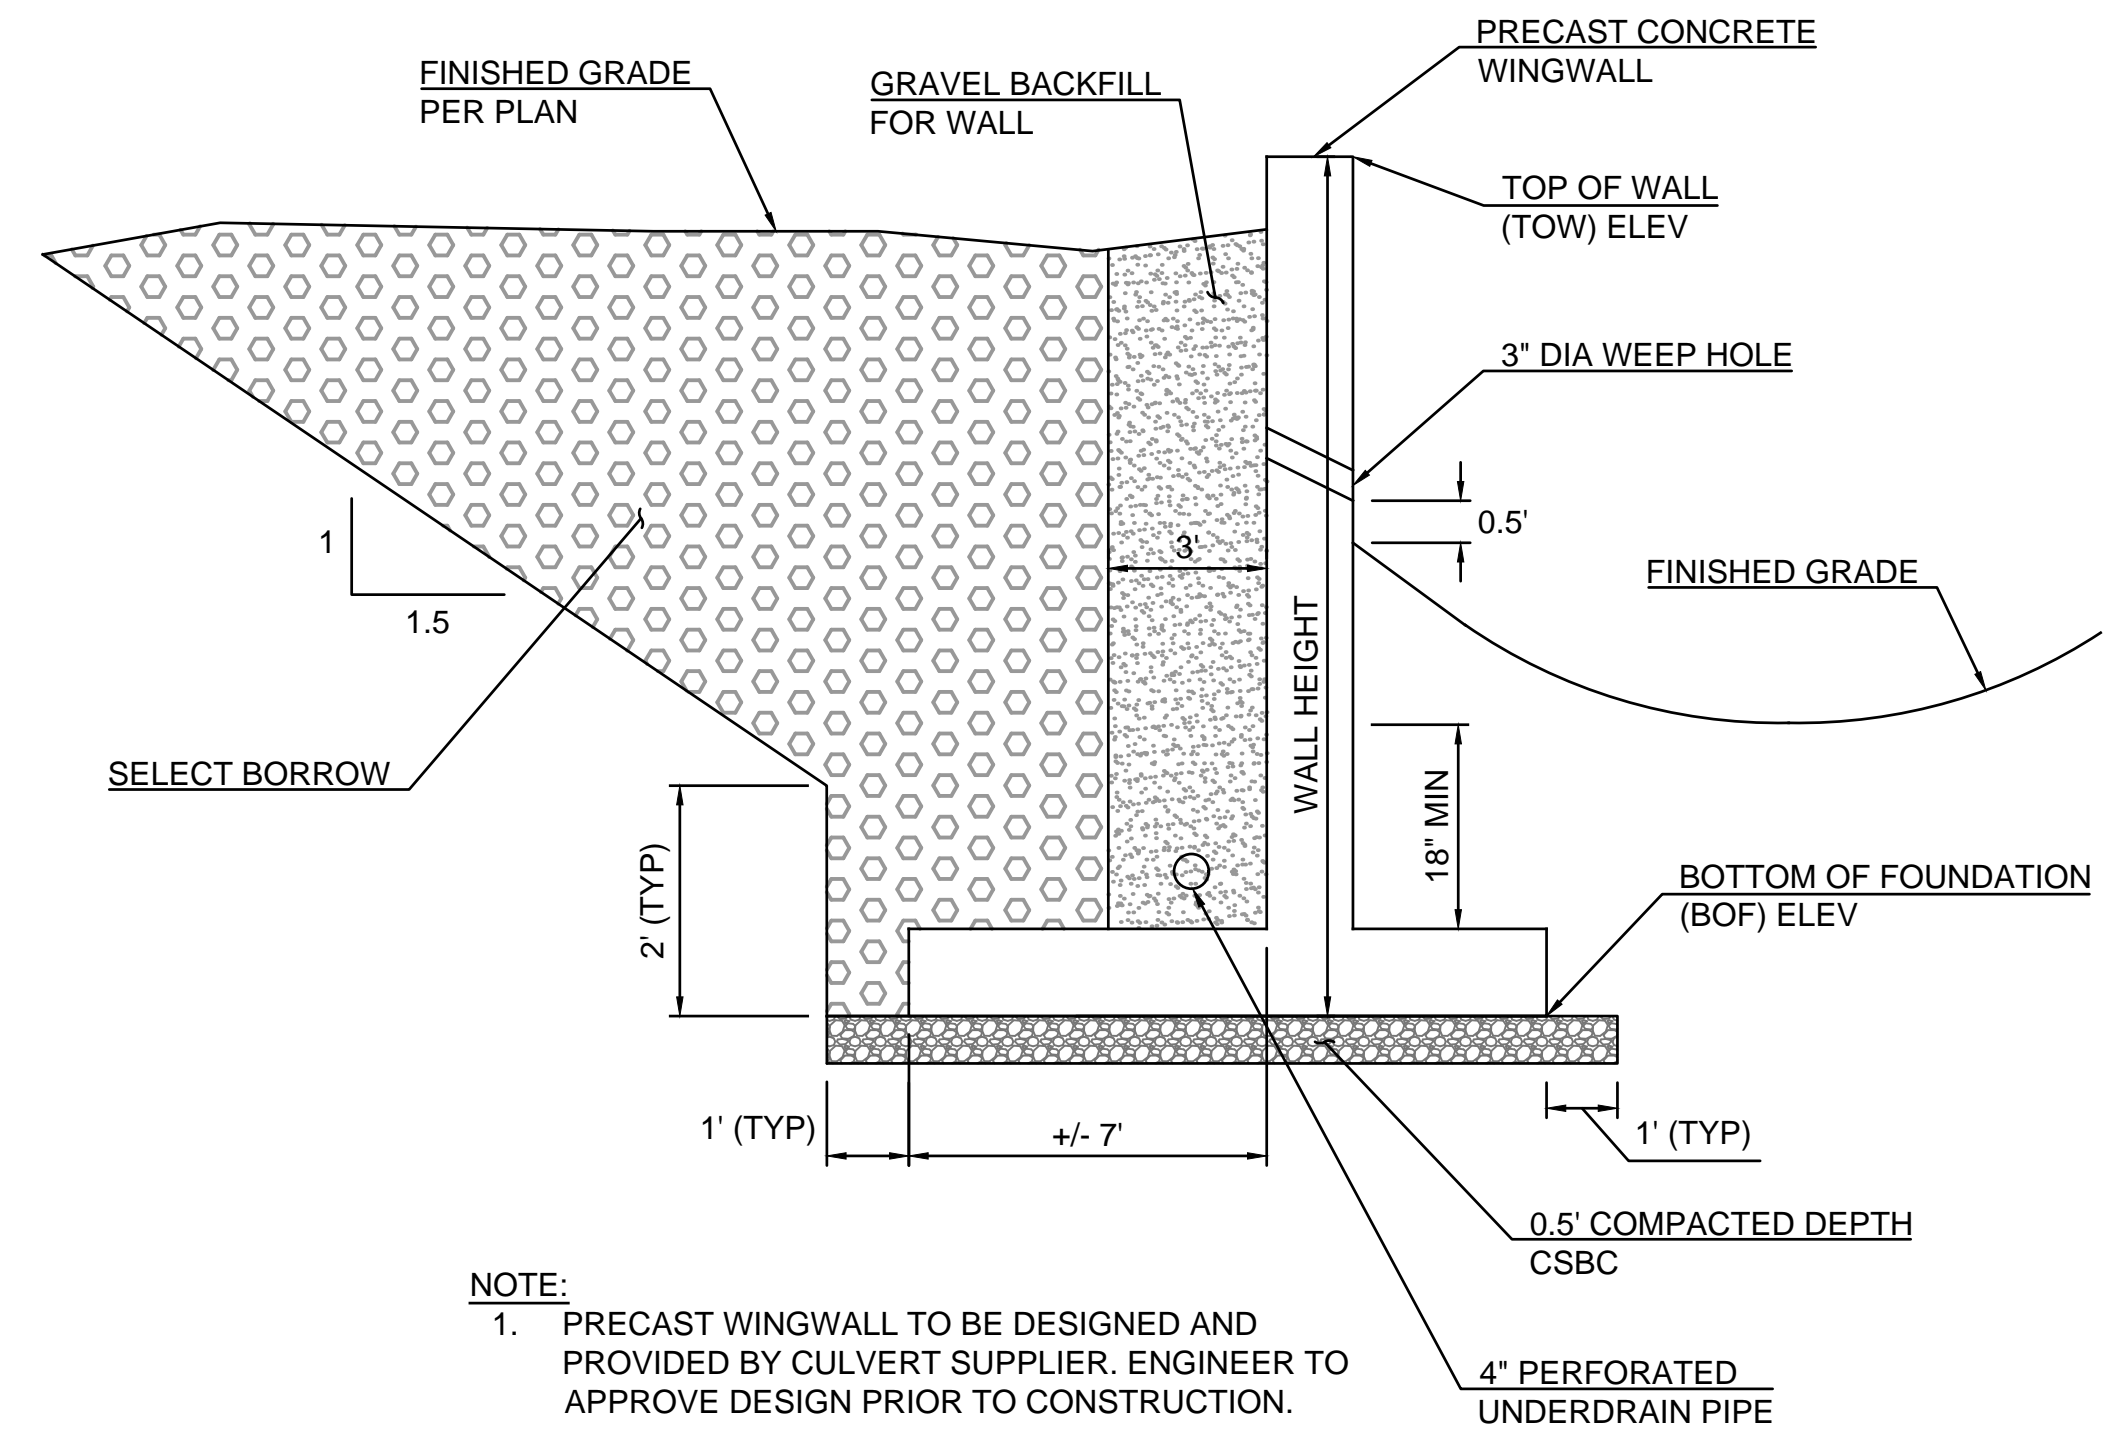 PRECAST CONCRETE
WINGWALL
FINISHED GRADE
PER PLAN
GRAVEL BACKFILL
FOR WALL
TOP OF WALL
(TOW) ELEV
3" DIA WEEP HOLE
0.5'
1
1.5
3'
FINISHED GRADE
WALL HEIGHT
SELECT BORROW
18" MIN
2' (TYP)
BOTTOM OF FOUNDATION
(BOF) ELEV
1' (TYP)
+/- 7'
1' (TYP)
0.5' COMPACTED DEPTH
CSBC
NOTE:
1. PRECAST WINGWALL TO BE DESIGNED AND
PROVIDED BY CULVERT SUPPLIER. ENGINEER TO
APPROVE DESIGN PRIOR TO CONSTRUCTION.
4" PERFORATED
UNDERDRAIN PIPE